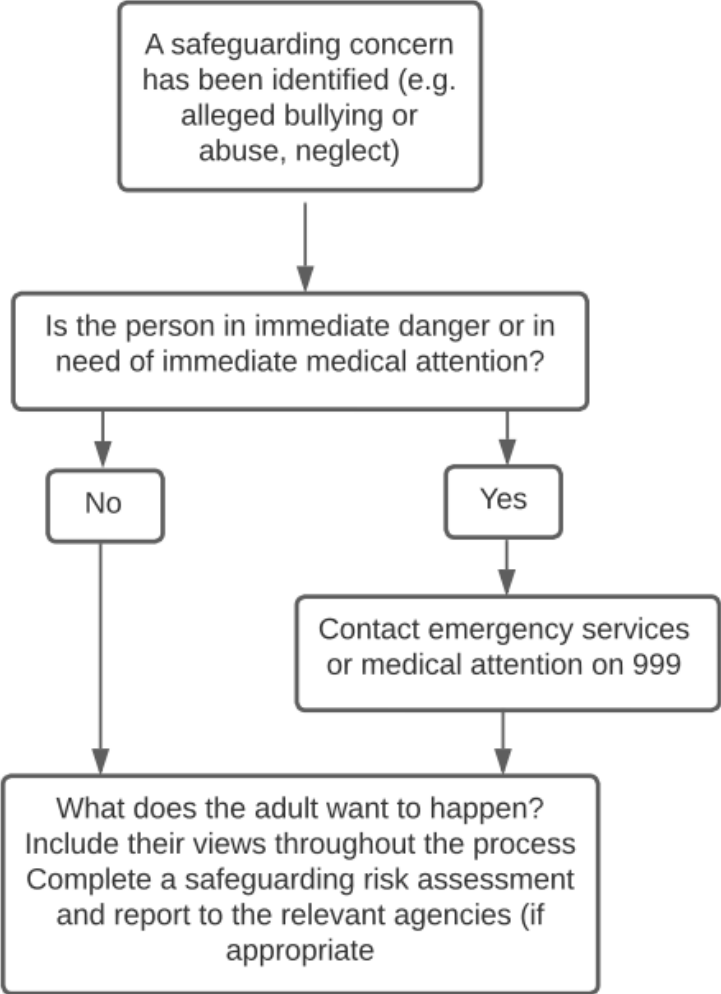 A safeguarding concern
has been identified (e.g.
alleged bullying or
abuse, neglect)
Is the person in immediate danger or in
need of immediate medical attention?
No
Yes
Contact emergency services
or medical attention on 999
What does the adult want to happen?
Include their views throughout the process
Complete a safeguarding risk assessment
and report to the relevant agencies (if
appropriate